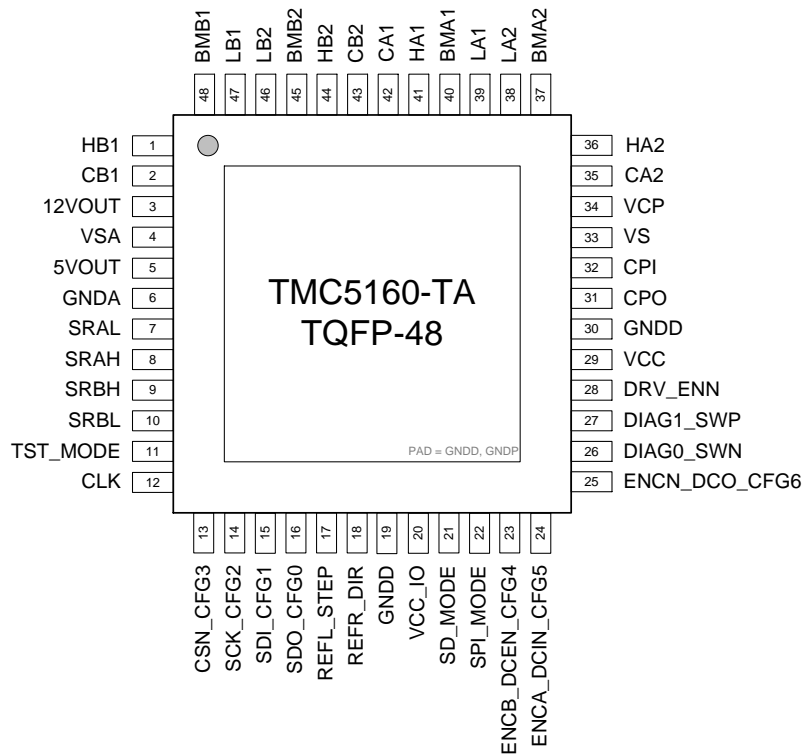 BMB1
LB1
LB2
BMB2
HB2
CB2
CA1
HA1
BMA1
LA1
LA2
BMA2
48
47
46
45
44
43
42
41
40
39
38
37
HB1 1
CB1 2
12VOUT 3
VSA 4
5VOUT 5
GNDA 6
SRAL 7
SRAH 8
SRBH 9
SRBL 10
TST_MODE 11
CLK 12
TMC5160-TA
TQFP-48
PAD = GNDD, GNDP
36 HA2
35 CA2
34 VCP
33 VS
32 CPI
31 CPO
30 GNDD
29 VCC
28 DRV_ENN
27 DIAG1_SWP
26 DIAG0_SWN
25 ENCN_DCO_CFG6
13
14
15
16
17
18
19
20
21
22
23
24
CSN_CFG3
SCK_CFG2
SDI_CFG1
SDO_CFG0
REFL_STEP
REFR_DIR
GNDD
VCC_IO
SD_MODE
SPI_MODE
ENCB_DCEN_CFG4
ENCA_DCIN_CFG5